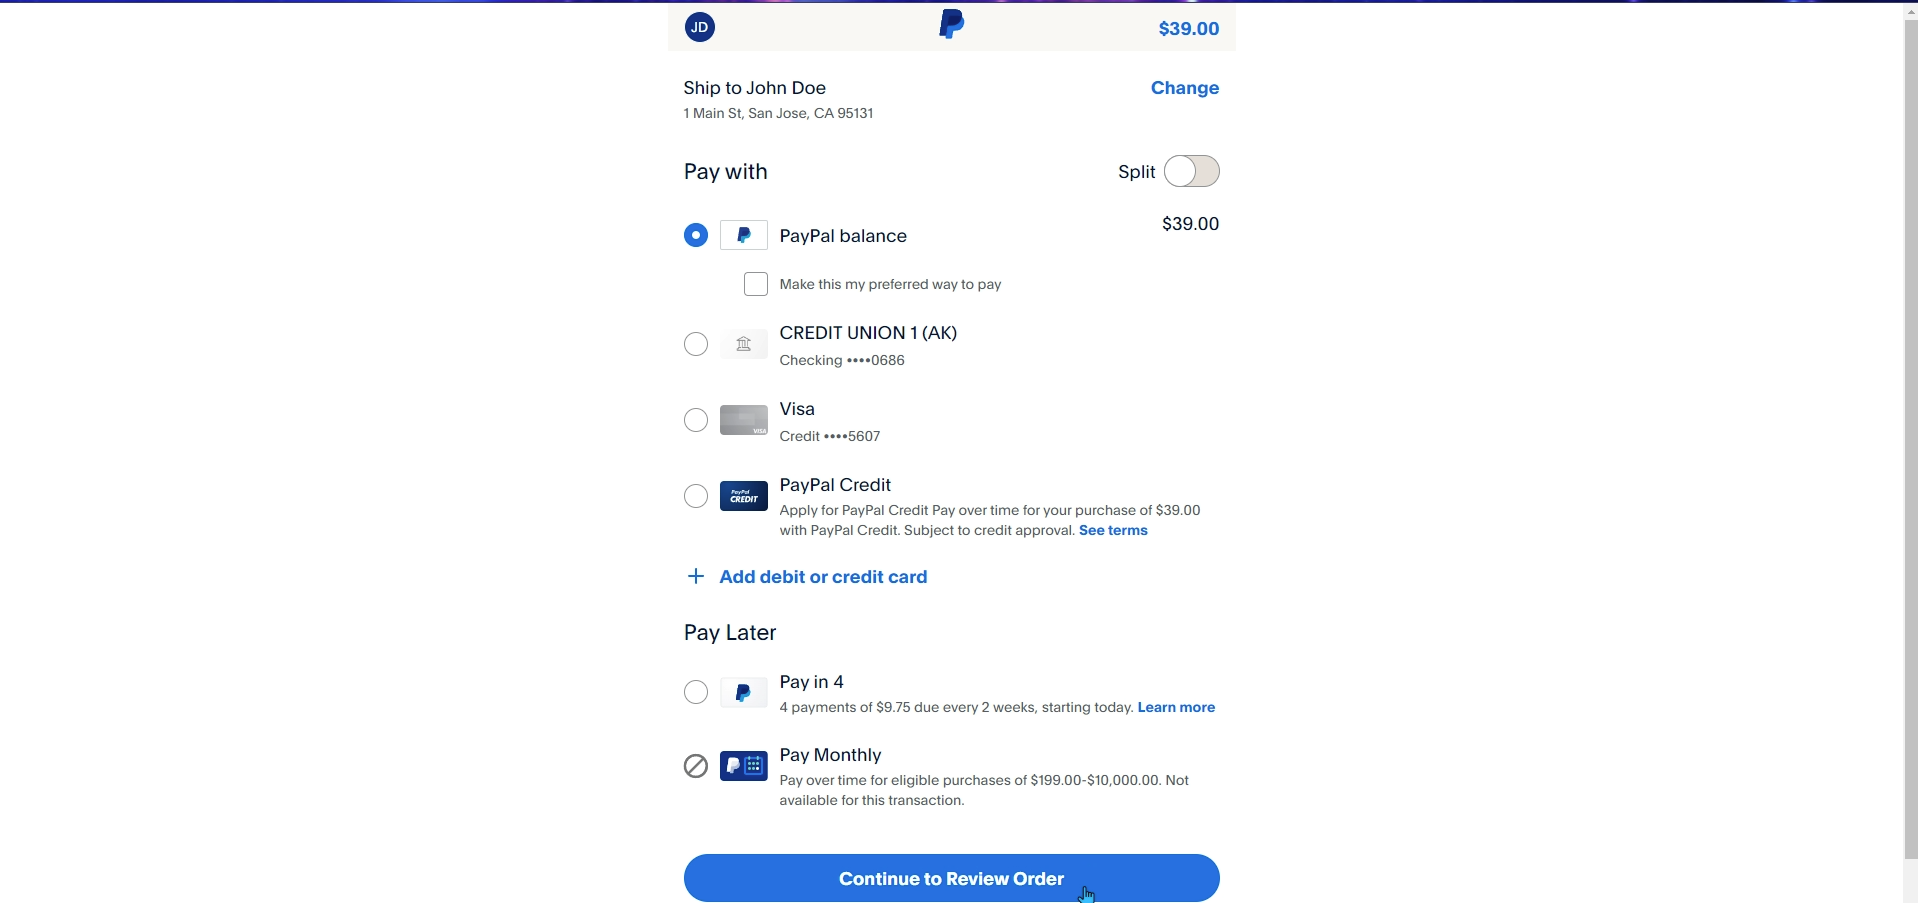 JD
$39.00
Ship to John Doe
Change
1 Main St, San Jose, CA 95131
Pay with
Split
PayPal balance
$39.00
Make this my preferred way to pay
CREDIT UNION 1 (AK)
Checking ••••0686
VISA
Visa
Credit ••••5607
PayPal
CREDIT
PayPal Credit
Apply for PayPal Credit Pay over time for your purchase of $39.00
with PayPal Credit. Subject to credit approval. See terms
+ Add debit or credit card
Pay Later
Pay in 4
4 payments of $9.75 due every 2 weeks, starting today. Learn more
Pay Monthly
Pay over time for eligible purchases of $199.00-$10,000.00. Not
available for this transaction.
Continue to Review Order